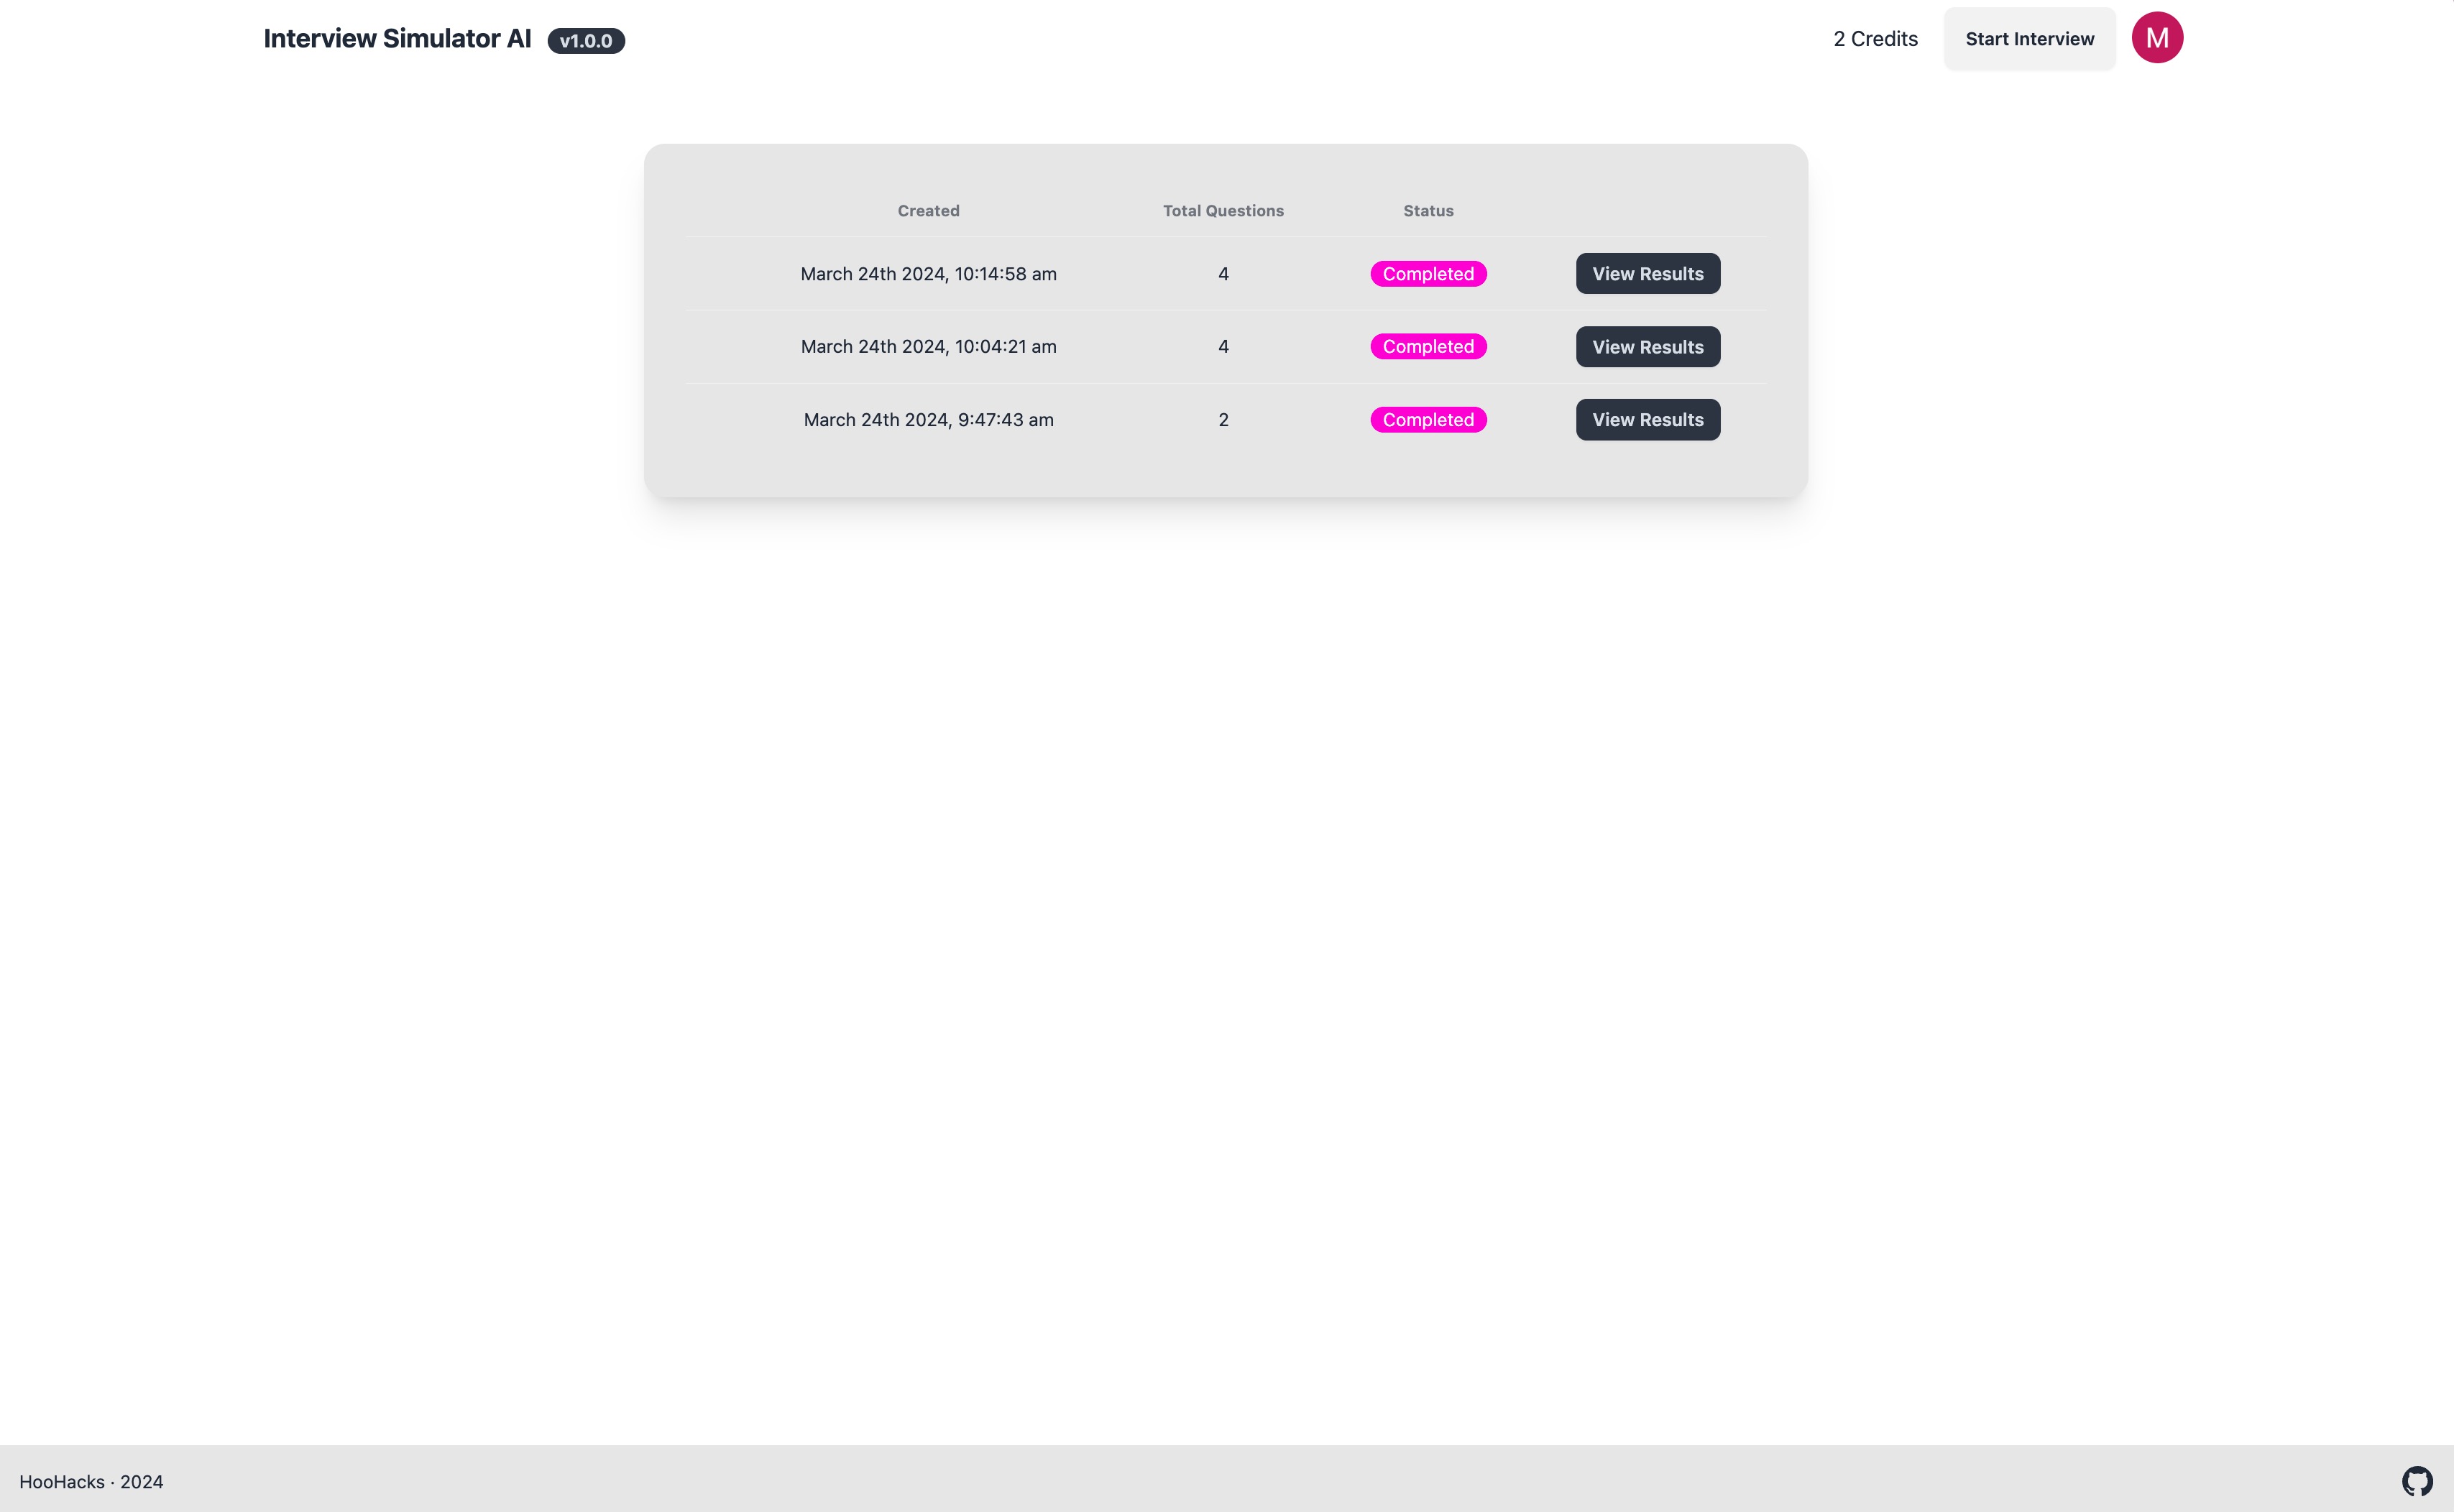 Interview Simulator AI v1.0.0 2 Credits Start Interview M
Created Total Questions Status
March 24th 2024, 10:14:58 am 4 Completed View Results
March 24th 2024, 10:04:21 am 4 Completed View Results
March 24th 2024, 9:47:43 am 2 Completed View Results
HooHacks · 2024